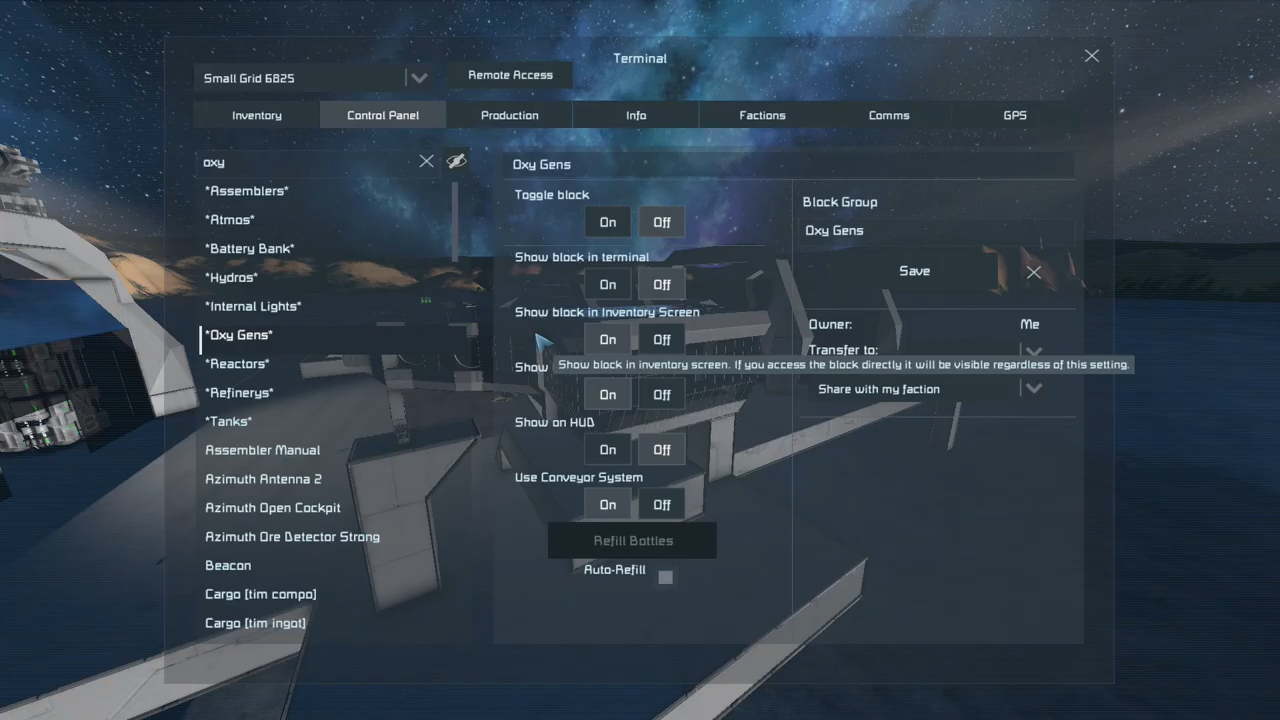 Terminal
Small Grid 6825
Remote Access
Inventory
Control Panel
Production
Info
Factions
Comms
GPS
oxy
*Assemblers*
*Atmos*
*Battery Bank*
*Hydros*
*Internal Lights*
*Oxy Gens*
*Reactors*
*Refinerys*
*Tanks*
Assembler Manual
Azimuth Antenna 2
Azimuth Open Cockpit
Azimuth Ore Detector Strong
Beacon
Cargo [tim compo]
Cargo [tim ingot]
Oxy Gens
Toggle block
On Off
Show block in terminal
On Off
Show block in Inventory Screen
On Off
Show
Show block in inventory screen. If you access the block directly it will be visible regardless of this setting.
On Off
Show on HUD
On Off
Use Conveyor System
On Off
Refill Bottles
Auto-Refill
Block Group
Oxy Gens
Save
Owner: Me
Transfer to:
Share with my faction